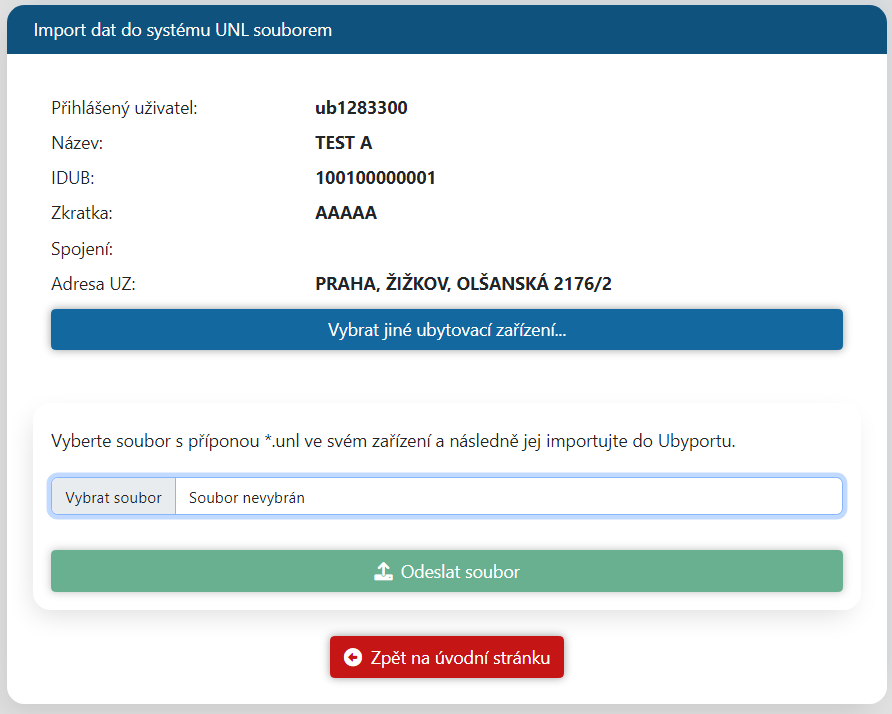 Import dat do systému UNL souborem
Přihlášený uživatel: ub1283300
Název: TEST A
IDUB: 100100000001
Zkratka: AAAAA
Spojení:
Adresa UZ: PRAHA, ŽIŽKOV, OLŠANSKÁ 2176/2
Vybrat jiné ubytovací zařízení...
Vyberte soubor s příponou *.unl ve svém zařízení a následně jej importujte do Ubyportu.
Vybrat soubor Soubor nevybrán
Odeslat soubor
Zpět na úvodní stránku